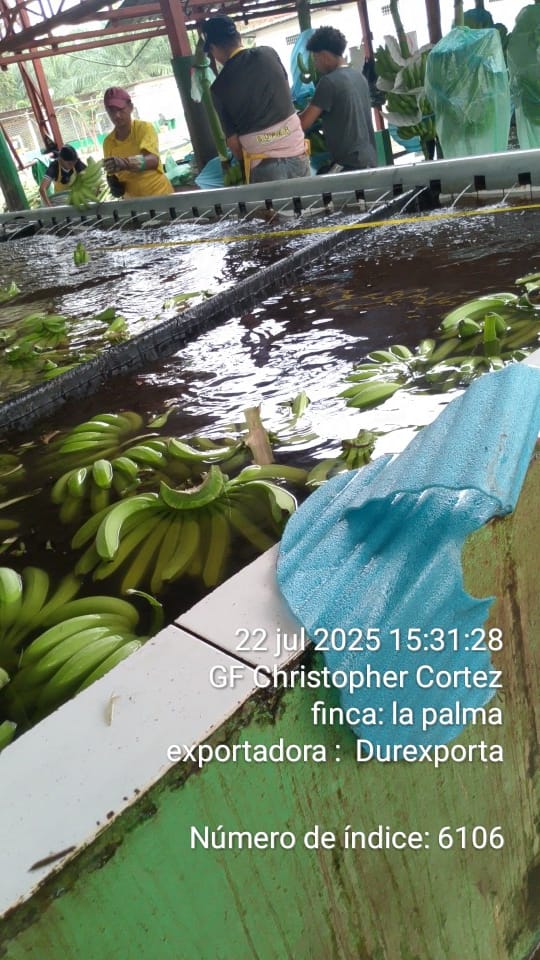 22 jul 2025 15:31:28
GF Christopher Cortez
finca: la palma
exportadora : Durexporta
Número de índice: 6106